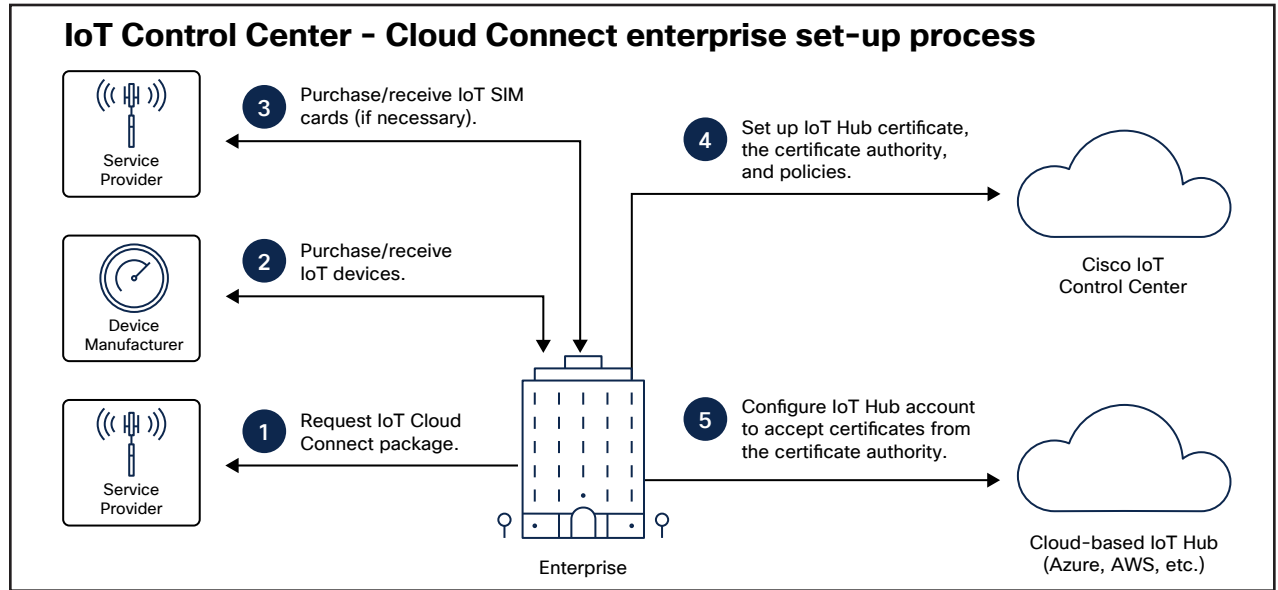 IoT Control Center – Cloud Connect enterprise set-up process
Service
Provider
3
Purchase/receive IoT SIM
cards (if necessary).
Device
Manufacturer
2
Purchase/receive
IoT devices.
Service
Provider
1
Request IoT Cloud
Connect package.
Enterprise
4
Set up IoT Hub certificate,
the certificate authority,
and policies.
Cisco IoT
Control Center
5
Configure IoT Hub account
to accept certificates from
the certificate authority.
Cloud-based IoT Hub
(Azure, AWS, etc.)